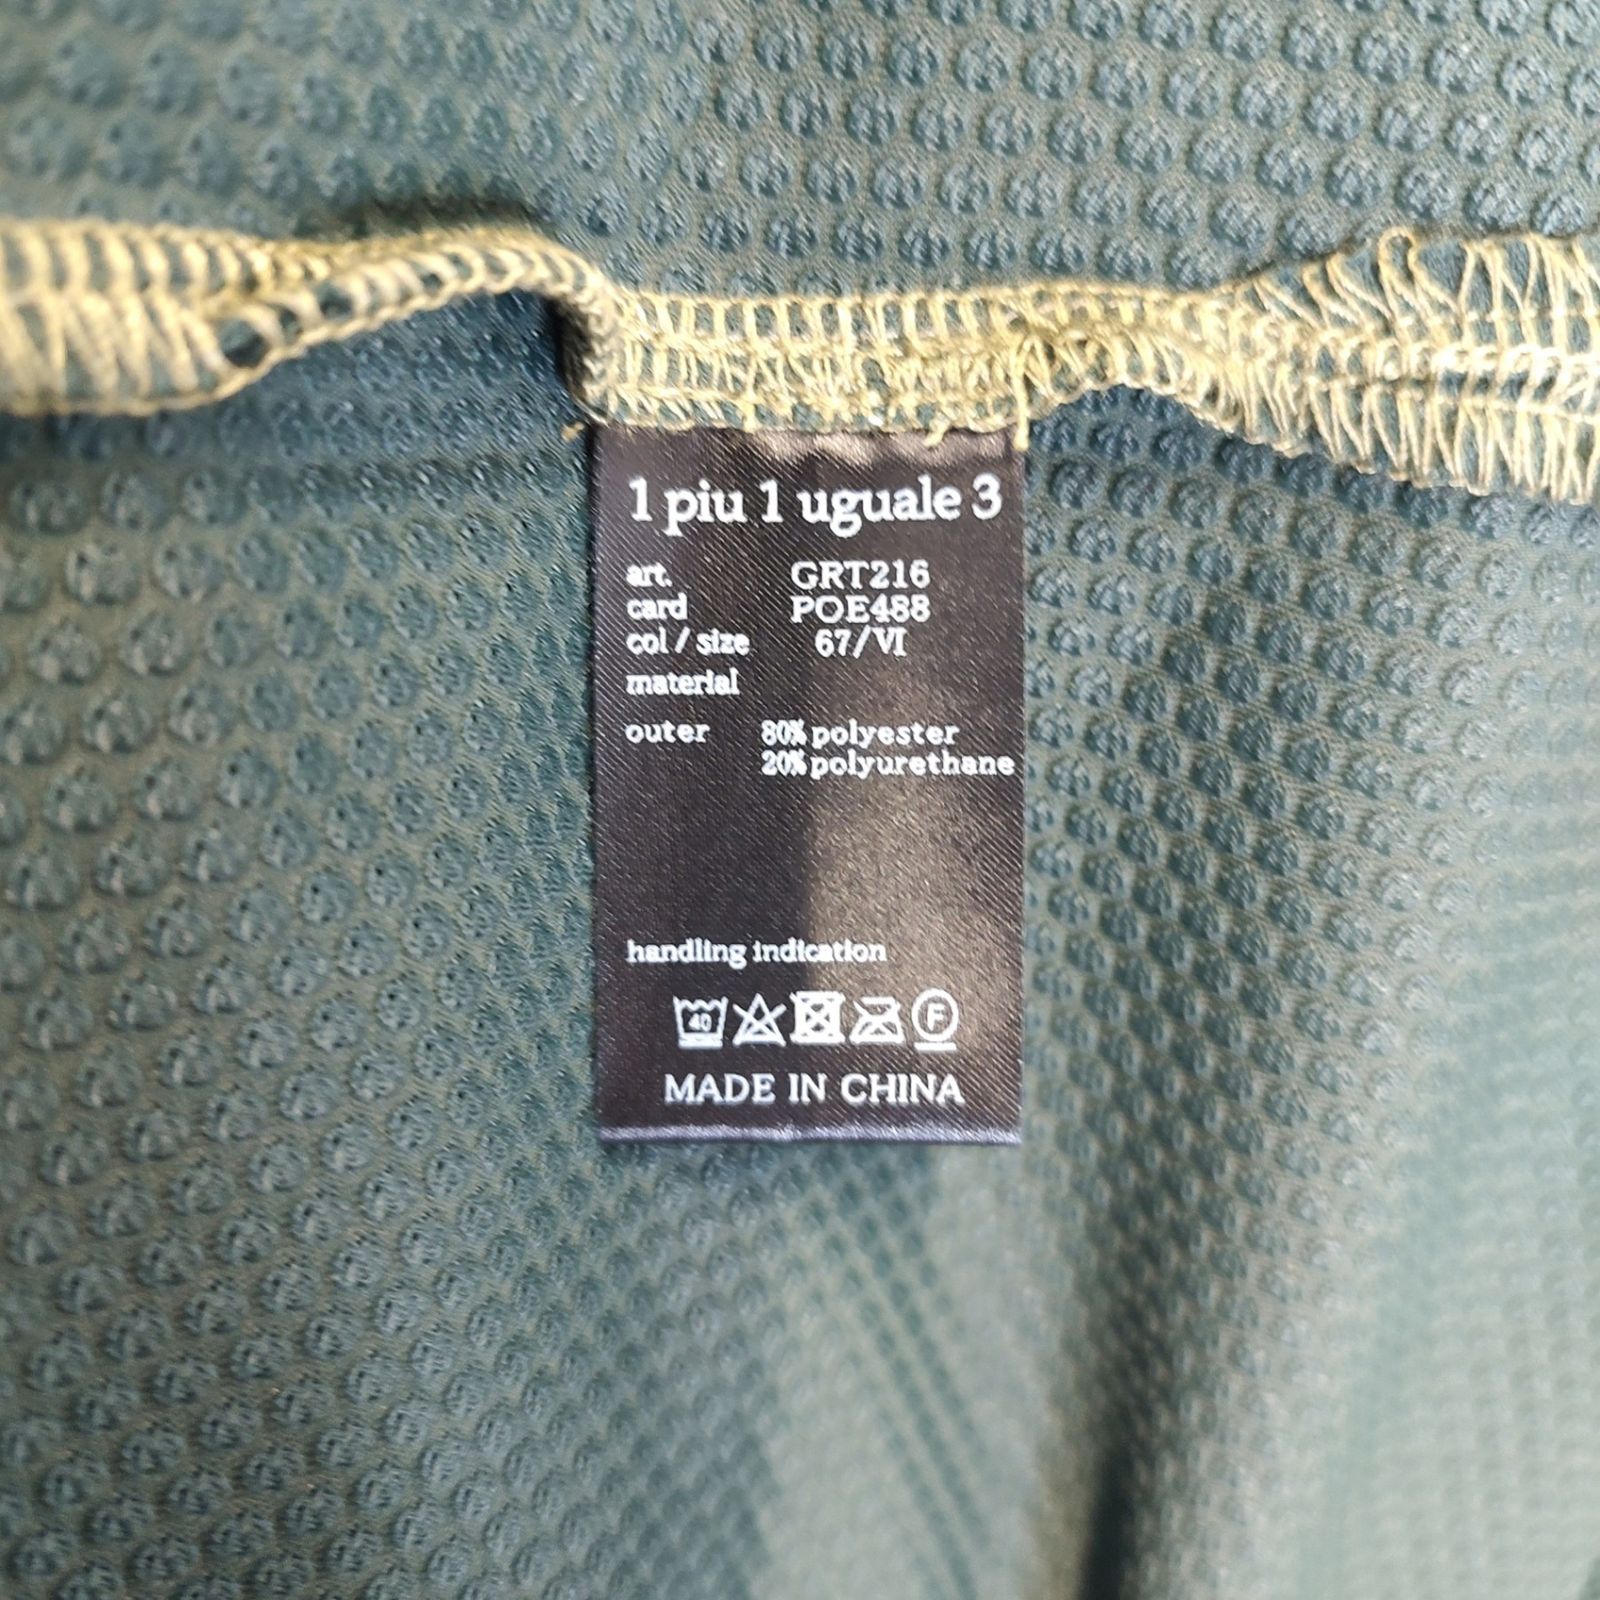 1 piu 1 uguale 3
art. GRT216
card POE488
col / size 67/VI
material
outer 80% polyester
20% polyurethane
handling indication
40 F
MADE IN CHINA